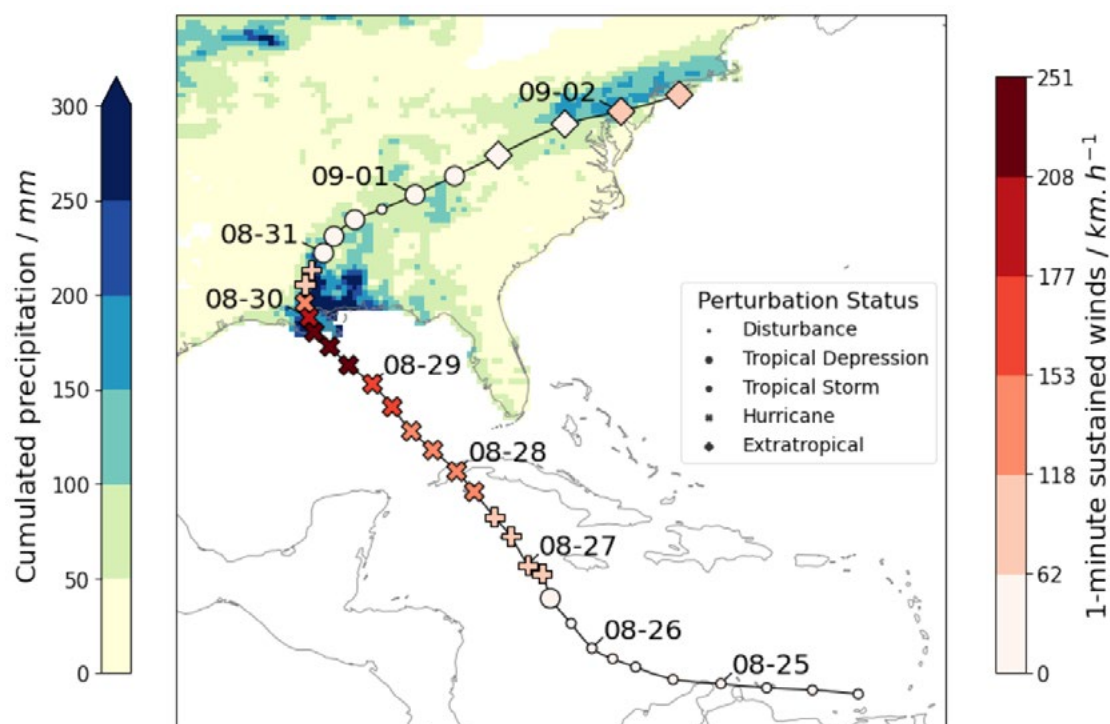 Cumulated precipitation / mm
300
250
200
150
100
50
0
09-02
09-01
08-31
08-30
08-29
08-28
08-27
08-26
08-25
Perturbation Status
Disturbance
Tropical Depression
Tropical Storm
Hurricane
Extratropical
251
208
177
153
118
62
0
1-minute sustained winds / km. h⁻¹